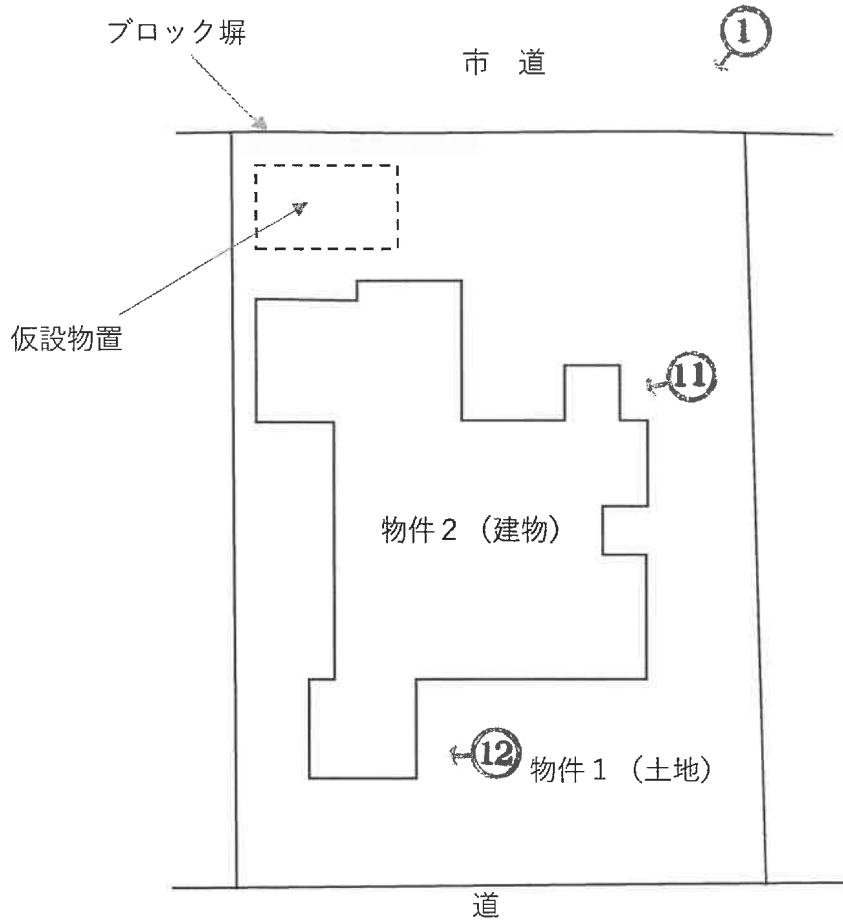 ブロック塀
市 道
①
仮設物置
⑪
物件2(建物)
⑫
物件1(土地)
道